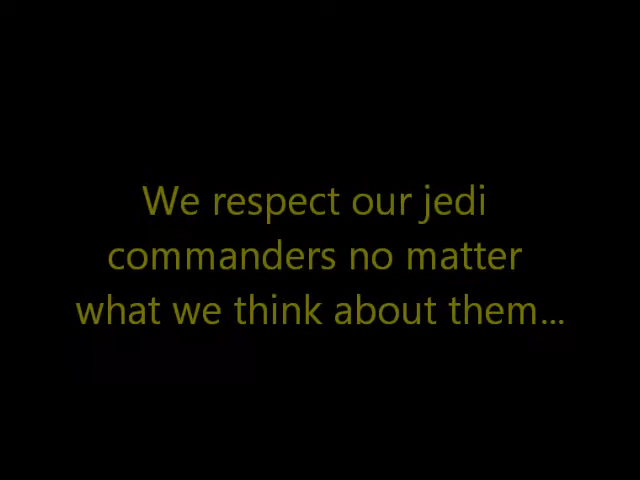 We respect our jedi
commanders no matter
what we think about them...